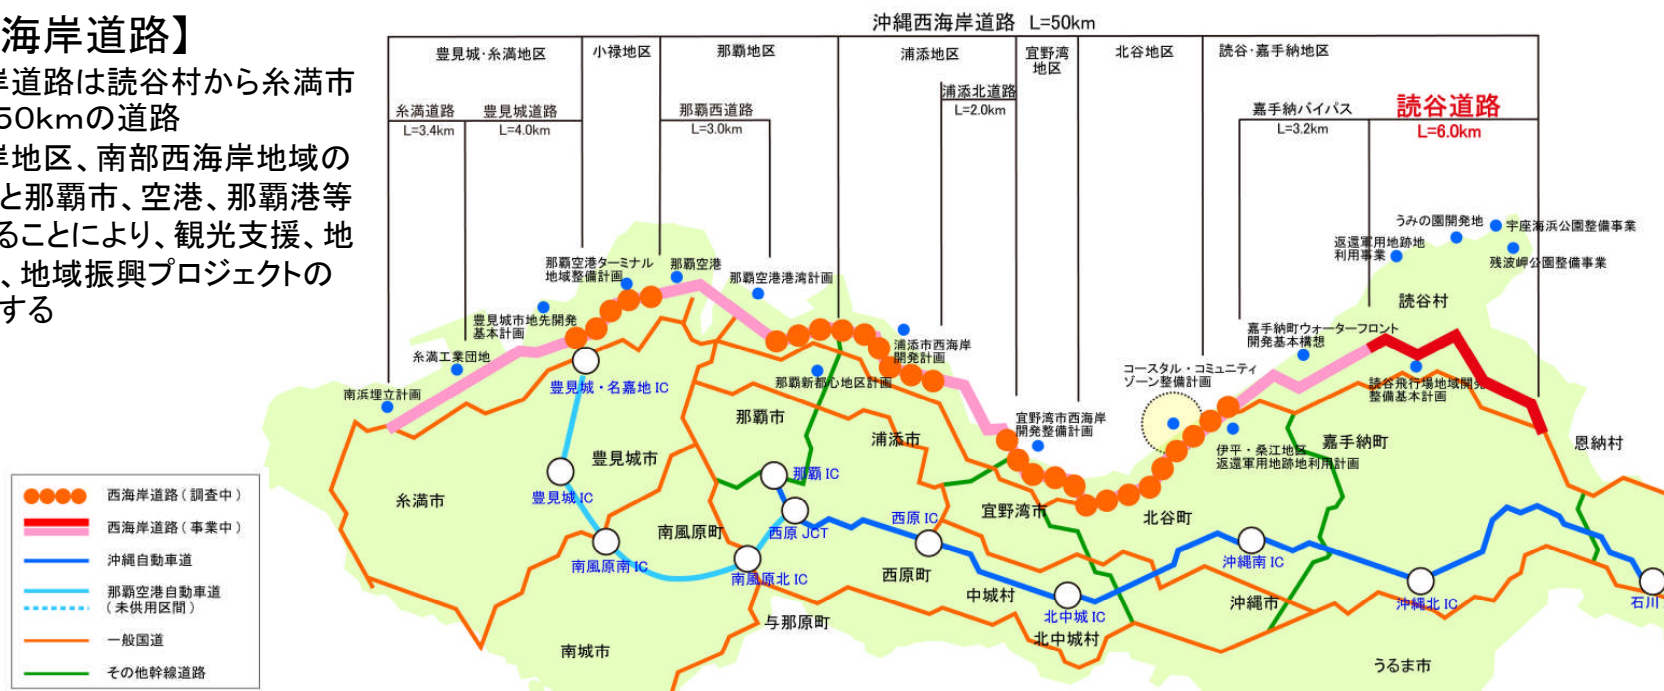 海岸道路】
岸道路は読谷村から糸満市
50kmの道路
岸地区、南部西海岸地域の
と那覇市、空港、那覇港等
ることにより、観光支援、地
、地域振興プロジェクトの
する
沖縄西海岸道路 L=50km
豊見城・糸満地区
小禄地区
那覇地区
浦添地区
宜野湾
地区
北谷地区
読谷・嘉手納地区
糸満道路
L=3.4km
豊見城道路
L=4.0km
那覇西道路
L=3.0km
浦添北道路
L=2.0km
嘉手納バイパス
L=3.2km
読谷道路
L=6.0km
うみの園開発地
宇座海浜公園整備事業
返還軍用地跡地
利用事業
残波岬公園整備事業
読谷村
那覇空港ターミナル
地域整備計画
那覇空港
那覇空港港湾計画
豊見城市地先開発
基本計画
糸満工業団地
南浜埋立計画
浦添市西海岸
開発計画
那覇新都心地区計画
嘉手納町ウォーターフロント
開発基本構想
コースタル・コミュニティ
ゾーン整備計画
読谷飛行場地域開発
整備基本計画
宜野湾市西海岸
開発整備計画
伊平・桑江地区
返還軍用地跡地利用計画
豊見城・名嘉地 IC
那覇市
浦添市
嘉手納町
恩納村
豊見城市
那覇 IC
豊見城 IC
糸満市
南風原町
西原 JCT
西原 IC
宜野湾市
北谷町
南風原南 IC
南風原北 IC
西原町
中城村
沖縄南 IC
北中城 IC
沖縄市
沖縄北 IC
石川
与那原町
北中城村
南城市
うるま市
西海岸道路(調査中)
西海岸道路(事業中)
沖縄自動車道
那覇空港自動車道
(未供用区間)
一般国道
その他幹線道路